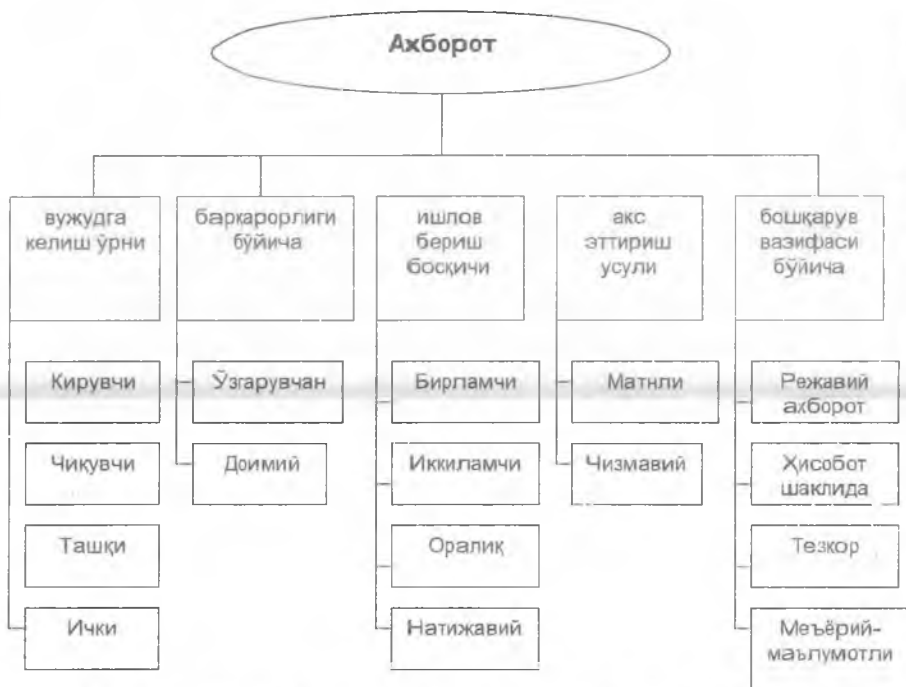 Ахборот
вужудга
келиш ўрни
барқарорлиги
бўйича
ишлов
бериш
босқичи
акс
эттириш
усули
бошқарув
вазифаси
бўйича
Кирувчи
Чиқувчи
Ташқи
Ички
Ўзгарувчан
Доимий
Бирламчи
Иккиламчи
Оралиқ
Натижавий
Матнли
Чизмавий
Режавий
ахборот
Ҳисобот
шаклида
Тезкор
Меъёрий-
маълумотли